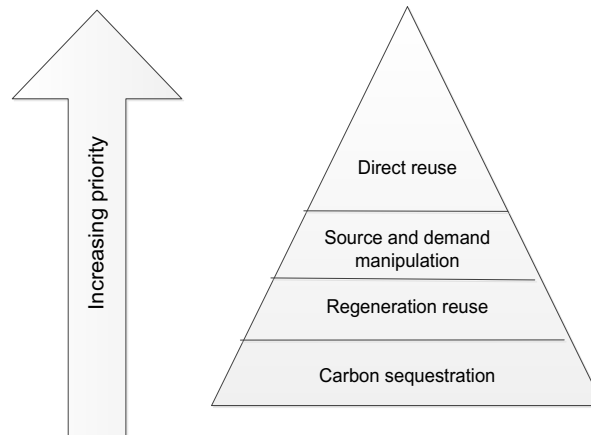 Increasing priority
Direct reuse
Source and demand
manipulation
Regeneration reuse
Carbon sequestration